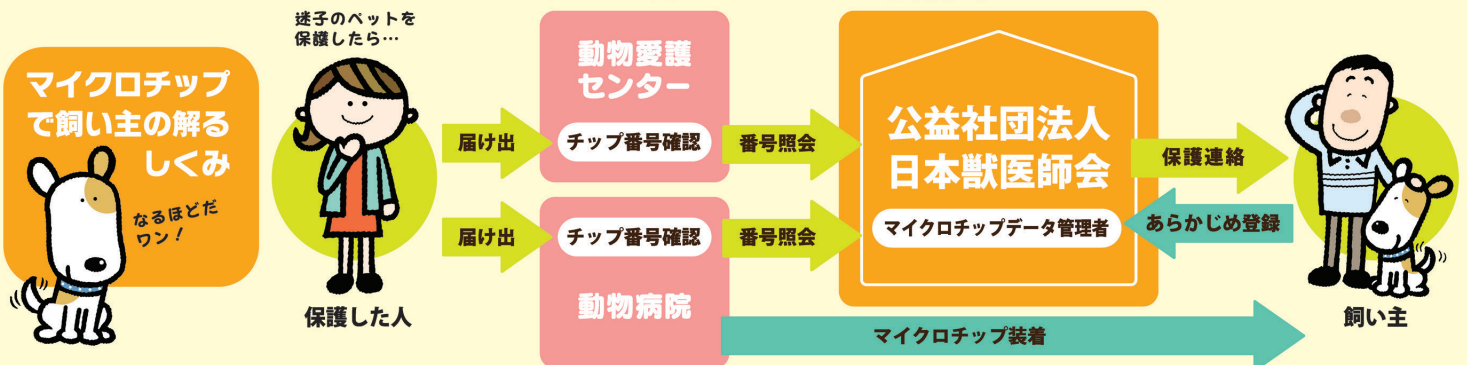 マイクロチップ
で飼い主の解る
しくみ
なるほどだ
ワン！
迷子のペットを
保護したら…
保護した人
届け出
届け出
動物愛護
センター
チップ番号確認
チップ番号確認
動物病院
番号照会
番号照会
公益社団法人
日本獣医師会
マイクロチップデータ管理者
保護連絡
あらかじめ登録
マイクロチップ装着
飼い主